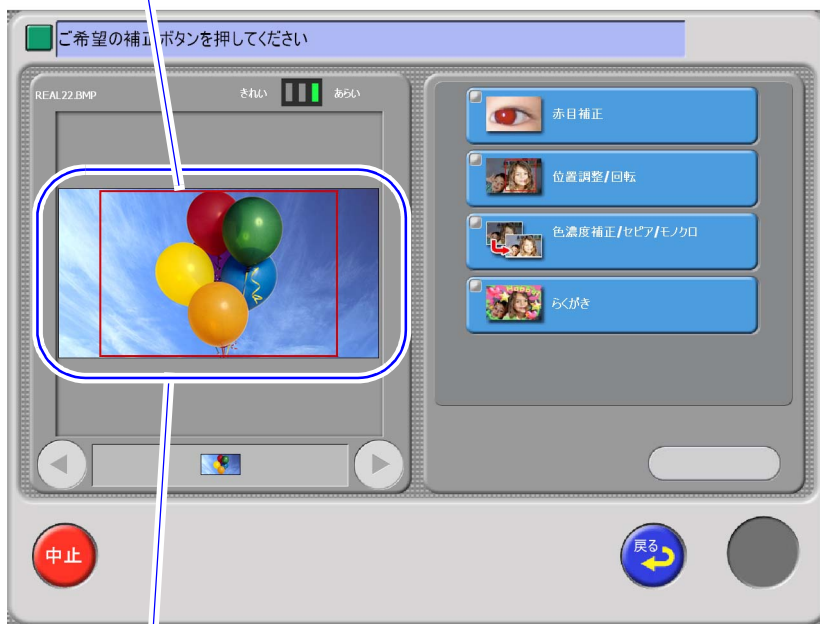 ご希望の補正ボタンを押してください
REAL22.BMP
きれい
あらい
赤目補正
位置調整/回転
色濃度補正/セピア/モノクロ
らくがき
中止
戻る